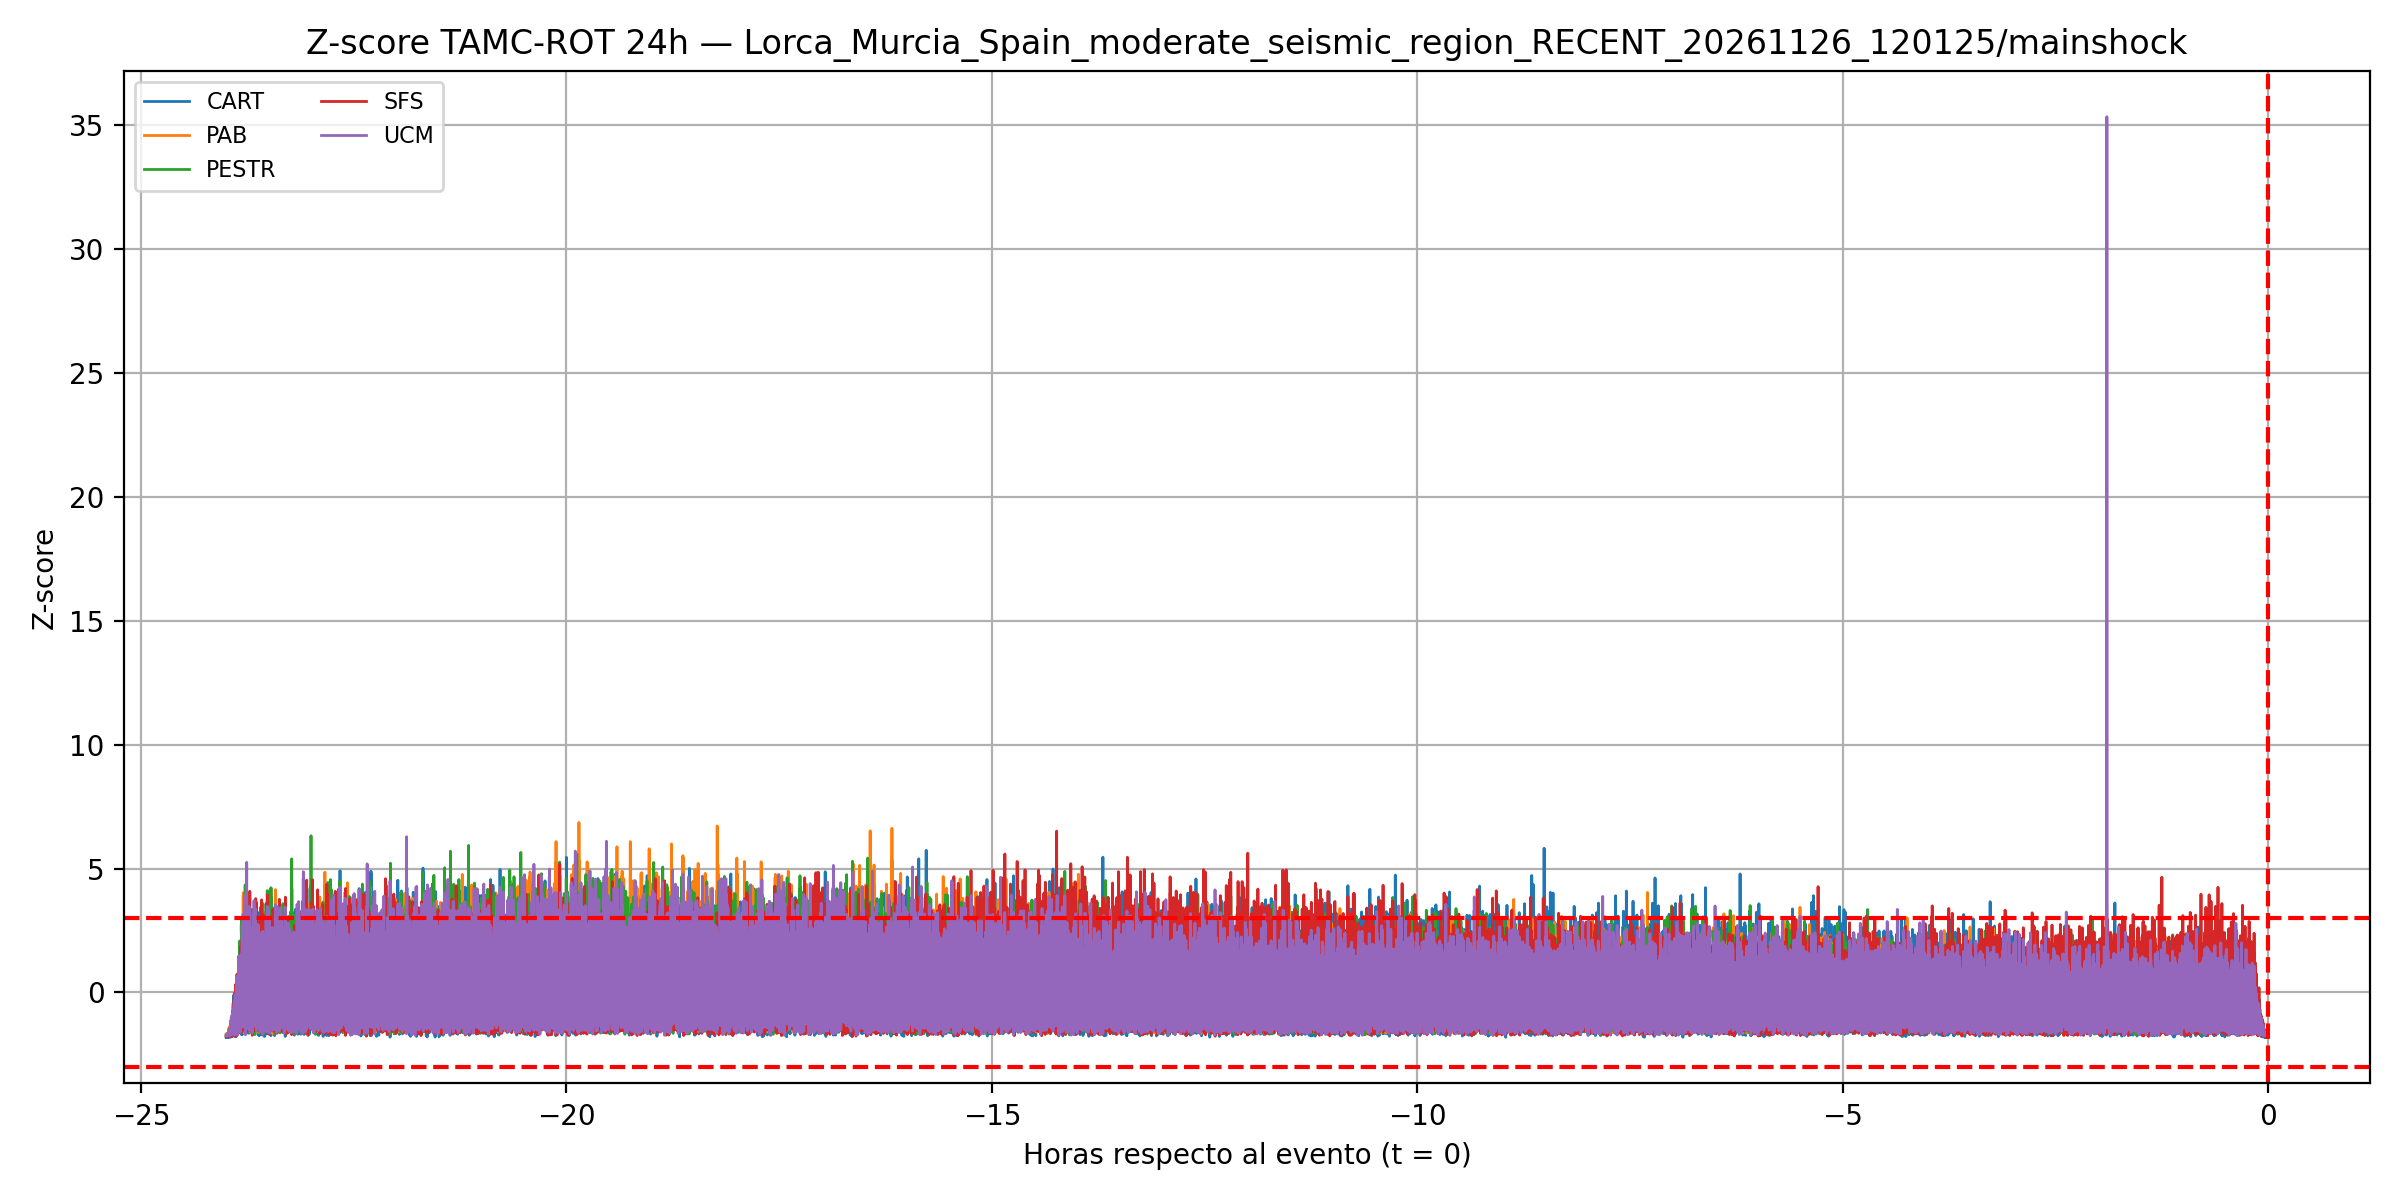 Z-score TAMC-ROT 24h — Lorca_Murcia_Spain_moderate_seismic_region_RECENT_20261126_120125/mainshock
CART
PAB
PESTR
SFS
UCM
35
30
25
20
15
10
5
0
Z-score
−25
−20
−15
−10
−5
0
Horas respecto al evento (t = 0)